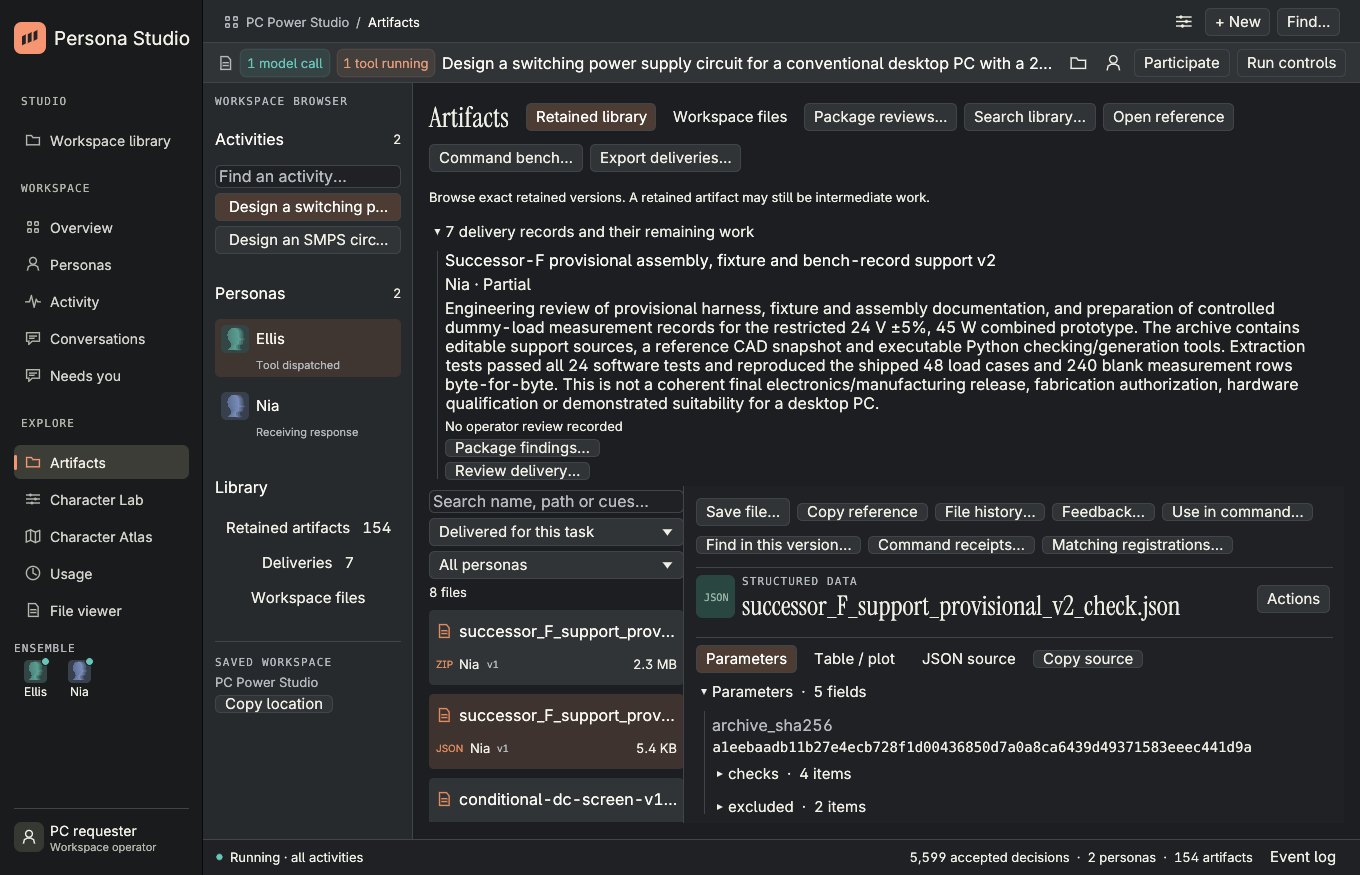 Persona Studio
STUDIO
Workspace library
WORKSPACE
Overview
Personas
Activity
Conversations
Needs you
EXPLORE
Artifacts
Character Lab
Character Atlas
Usage
File viewer
ENSEMBLE
Ellis Nia
PC requester
Workspace operator
PC Power Studio / Artifacts
+ New
Find...
1 model call
1 tool running
Design a switching power supply circuit for a conventional desktop PC with a 2...
Participate
Run controls
WORKSPACE BROWSER
Activities 2
Find an activity...
Design a switching p...
Design an SMPS circ...
Personas 2
Ellis
Tool dispatched
Nia
Receiving response
Library
Retained artifacts 154
Deliveries 7
Workspace files
SAVED WORKSPACE
PC Power Studio
Copy location
Artifacts
Retained library
Workspace files
Package reviews...
Search library...
Open reference
Command bench...
Export deliveries...
Browse exact retained versions. A retained artifact may still be intermediate work.
▾ 7 delivery records and their remaining work
Successor-F provisional assembly, fixture and bench-record support v2
Nia · Partial
Engineering review of provisional harness, fixture and assembly documentation, and preparation of controlled
dummy-load measurement records for the restricted 24 V ±5%, 45 W combined prototype. The archive contains
editable support sources, a reference CAD snapshot and executable Python checking/generation tools. Extraction
tests passed all 24 software tests and reproduced the shipped 48 load cases and 240 blank measurement rows
byte-for-byte. This is not a coherent final electronics/manufacturing release, fabrication authorization, hardware
qualification or demonstrated suitability for a desktop PC.
No operator review recorded
Package findings...
Review delivery...
Search name, path or cues...
Delivered for this task
All personas
8 files
successor_F_support_prov...
ZIP Nia v1 2.3 MB
successor_F_support_prov...
JSON Nia v1 5.4 KB
conditional-dc-screen-v1...
Save file...
Copy reference
File history...
Feedback...
Use in command...
Find in this version...
Command receipts...
Matching registrations...
JSON
STRUCTURED DATA
successor_F_support_provisional_v2_check.json
Actions
Parameters
Table / plot
JSON source
Copy source
▾ Parameters · 5 fields
archive_sha256
a1eebaadb11b27e4ecb728f1d00436850d7a0a8ca6439d49371583eeec441d9a
▸ checks · 4 items
▸ excluded · 2 items
Running · all activities
5,599 accepted decisions · 2 personas · 154 artifacts
Event log